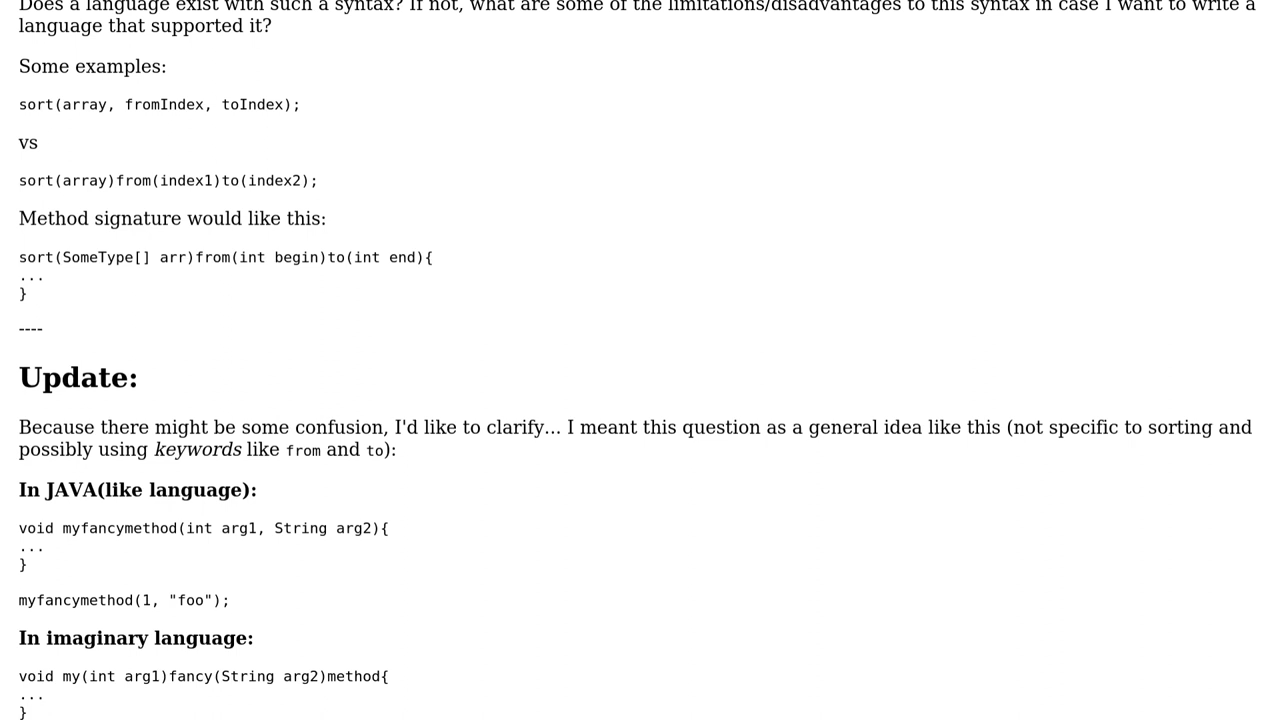 Does a language exist with such a syntax? If not, what are some of the limitations/disadvantages to this syntax in case I want to write a
language that supported it?
Some examples:
sort(array, fromIndex, toIndex);
vs
sort(array)from(index1)to(index2);
Method signature would like this:
sort(SomeType[] arr)from(int begin)to(int end){
...
}
----
Update:
Because there might be some confusion, I'd like to clarify... I meant this question as a general idea like this (not specific to sorting and
possibly using keywords like from and to):
In JAVA(like language):
void myfancymethod(int arg1, String arg2){
...
}
myfancymethod(1, "foo");
In imaginary language:
void my(int arg1)fancy(String arg2)method{
...
}